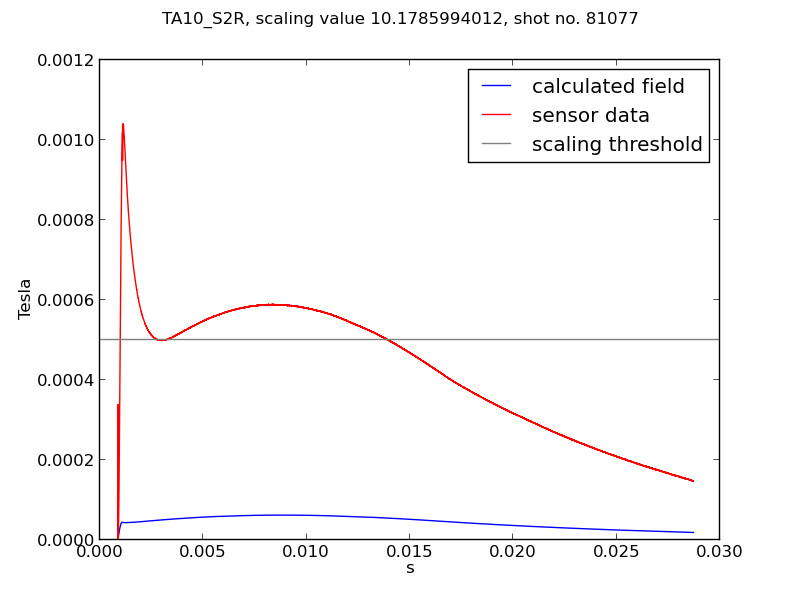 TA10_S2R, scaling value 10.1785994012, shot no. 81077
calculated field
sensor data
scaling threshold
Tesla
0.0012
0.0010
0.0008
0.0006
0.0004
0.0002
0.0000
0.000 0.005 0.010 0.015 0.020 0.025 0.030
s